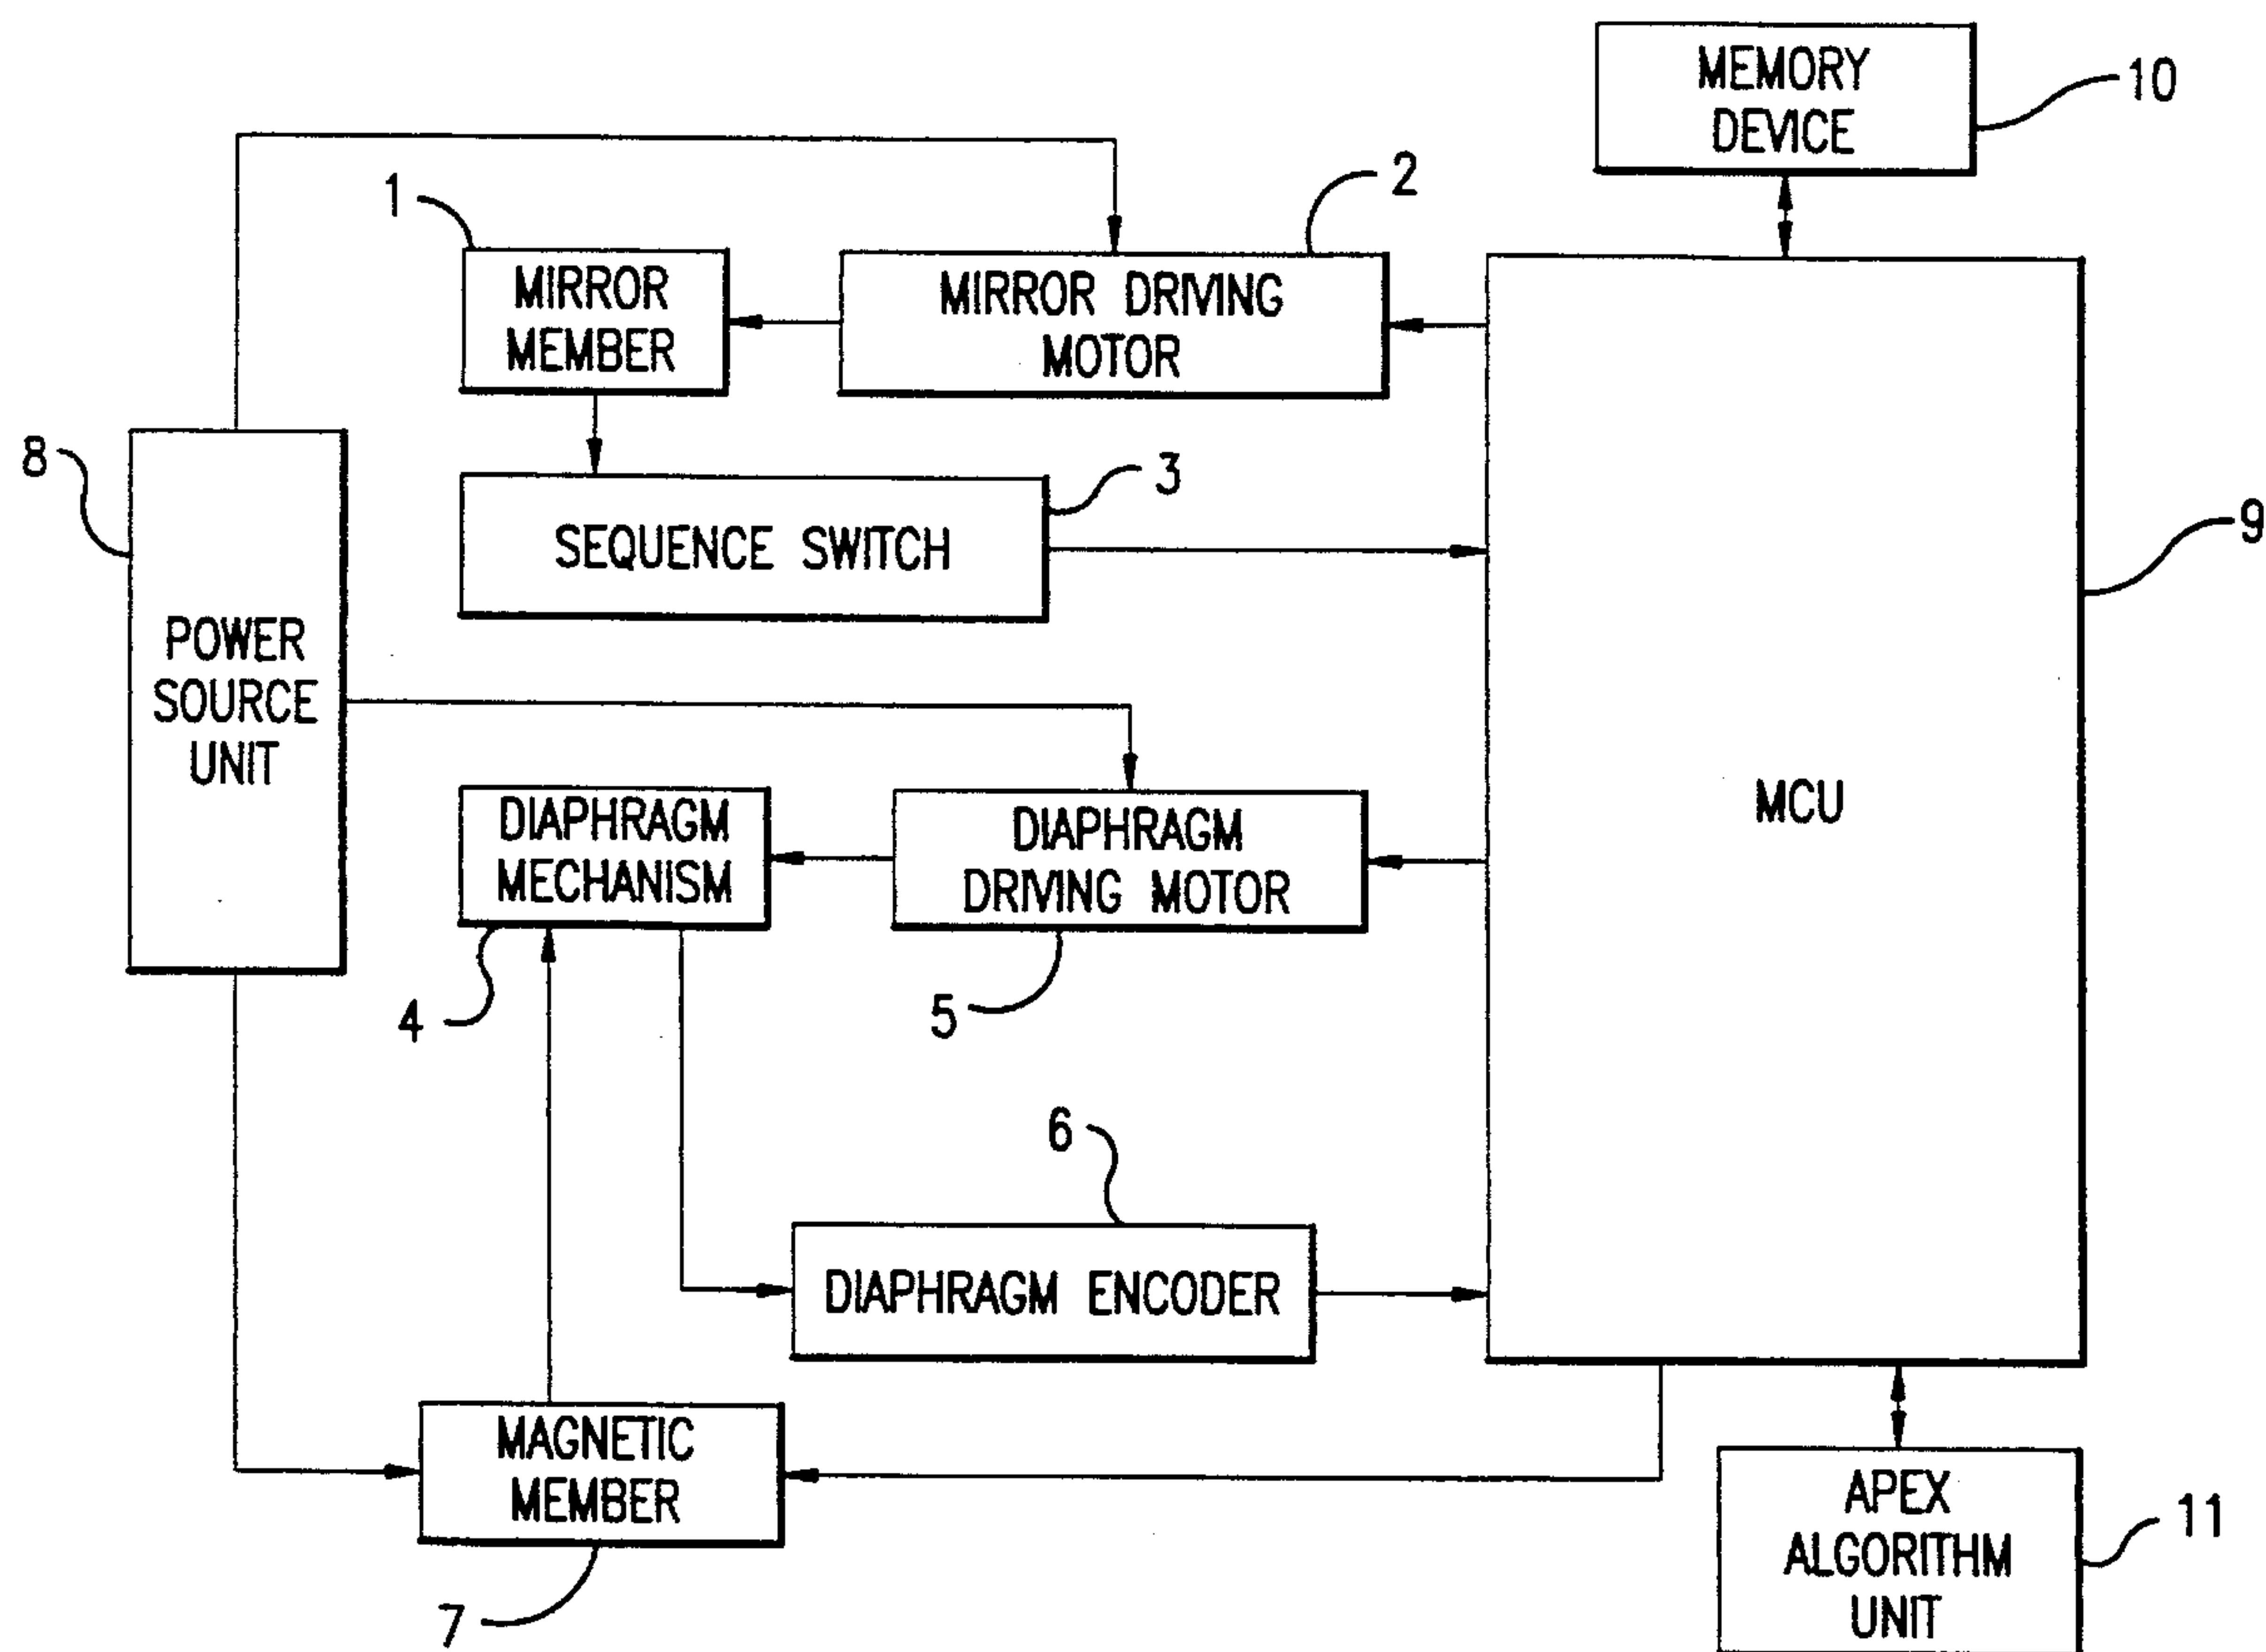 MEMORY
DEVICE
10
1
2
MIRROR
MEMBER
MIRROR DRIVING
MOTOR
8
3
SEQUENCE SWITCH
9
POWER
SOURCE
UNIT
MCU
DIAPHRAGM
MECHANISM
DIAPHRAGM
DRIVING MOTOR
4
5
6
DIAPHRAGM ENCODER
MAGNETIC
MEMBER
7
APEX
ALGORITHM
UNIT
11